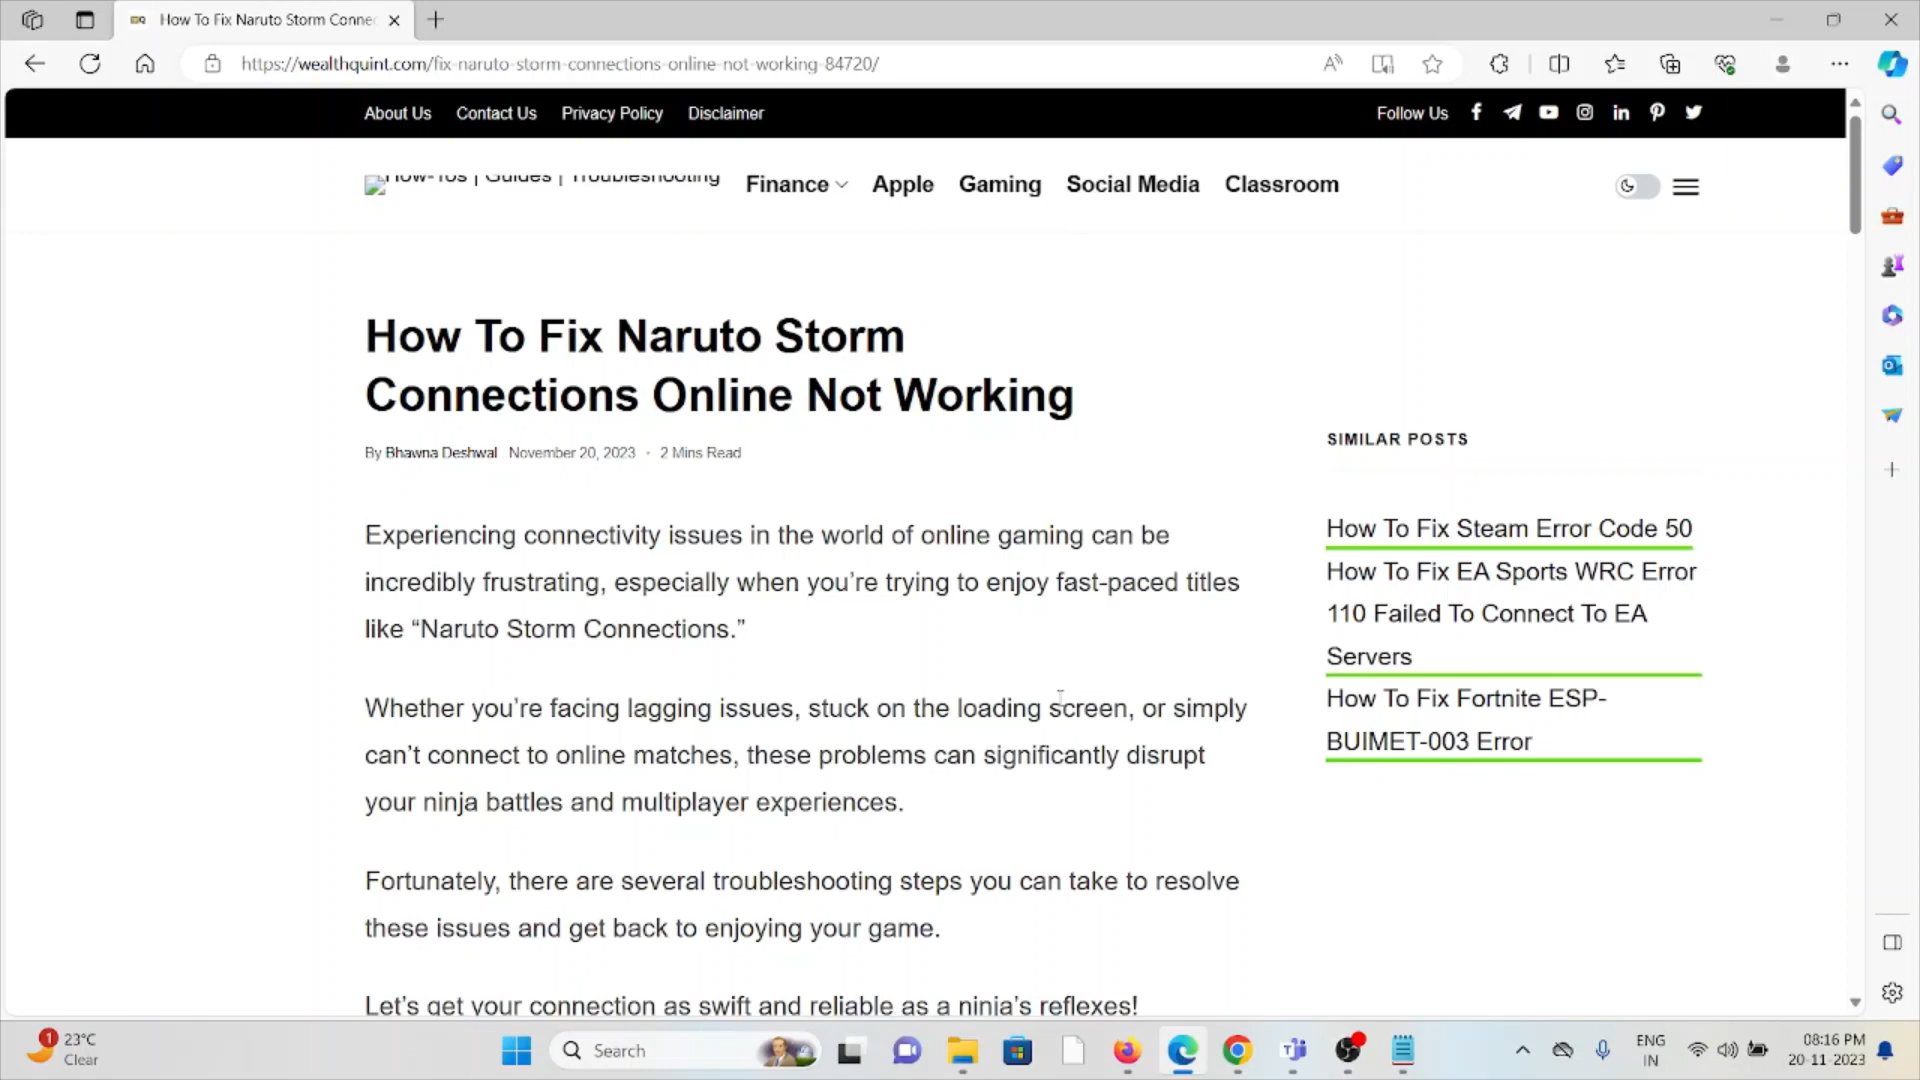 How To Fix Naruto Storm Connec
https://wealthquint.com/fix-naruto-storm-connections-online-not-working-84720/
About Us Contact Us Privacy Policy Disclaimer
Follow Us
How-Tos | Guides | Troubleshooting
Finance Apple Gaming Social Media Classroom
How To Fix Naruto Storm
Connections Online Not Working
By Bhawna Deshwal November 20, 2023 • 2 Mins Read
Experiencing connectivity issues in the world of online gaming can be
incredibly frustrating, especially when you’re trying to enjoy fast-paced titles
like “Naruto Storm Connections.”
Whether you’re facing lagging issues, stuck on the loading screen, or simply
can’t connect to online matches, these problems can significantly disrupt
your ninja battles and multiplayer experiences.
Fortunately, there are several troubleshooting steps you can take to resolve
these issues and get back to enjoying your game.
Let’s get your connection as swift and reliable as a ninja’s reflexes!
SIMILAR POSTS
How To Fix Steam Error Code 50
How To Fix EA Sports WRC Error
110 Failed To Connect To EA
Servers
How To Fix Fortnite ESP-
BUIMET-003 Error
1
23°C
Clear
Search
ENG
IN
08:16 PM
20-11-2023